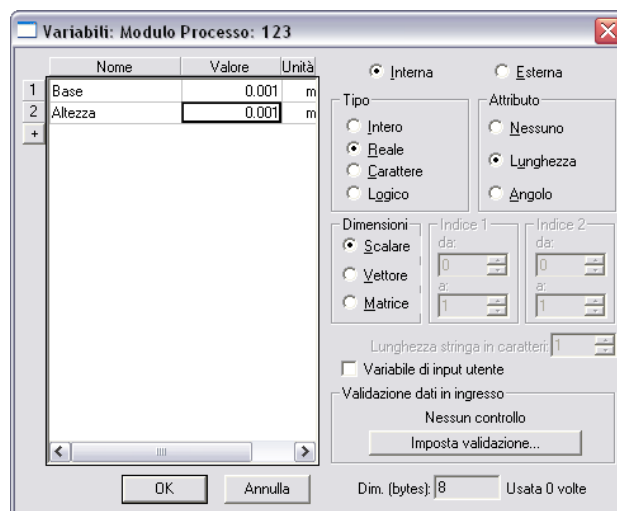 Variabili: Modulo Processo: 123
Nome Valore Unità
1 Base 0.001 m
2 Altezza 0.001 m
+
Interna Esterna
Tipo
Intero
Reale
Carattere
Logico
Attributo
Nessuno
Lunghezza
Angolo
Dimensioni
Scalare
Vettore
Matrice
Indice 1
da:
0
a:
1
Indice 2
da:
0
a:
1
Lunghezza stringa in caratteri: 1
Variabile di input utente
Validazione dati in ingresso
Nessun controllo
Imposta validazione...
OK Annulla
Dim. (bytes): 8 Usata 0 volte